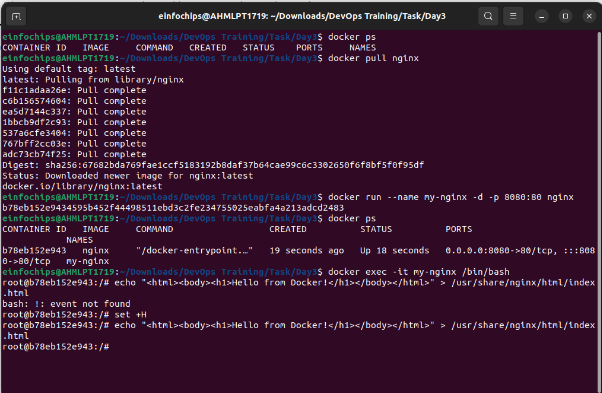 einfochips@AHMLPT1719: ~/Downloads/DevOps Training/Task/Day3
einfochips@AHMLPT1719:~/Downloads/DevOps Training/Task/Day3$ docker ps
CONTAINER ID   IMAGE     COMMAND   CREATED   STATUS    PORTS     NAMES
einfochips@AHMLPT1719:~/Downloads/DevOps Training/Task/Day3$ docker pull nginx
Using default tag: latest
latest: Pulling from library/nginx
f11c1adaa26e: Pull complete
c6b156574604: Pull complete
ea5d7144c337: Pull complete
1bbcb9df2c93: Pull complete
537a6cfe3404: Pull complete
767bff2cc03e: Pull complete
adc73cb74f25: Pull complete
Digest: sha256:67682bda769fae1ccf5183192b8daf37b64cae99c6c3302650f6f8bf5f0f95df
Status: Downloaded newer image for nginx:latest
docker.io/library/nginx:latest
einfochips@AHMLPT1719:~/Downloads/DevOps Training/Task/Day3$ docker run --name my-nginx -d -p 8080:80 nginx
b78eb152e9434595b452f44498511ebd3c2fe234755025eabfa4a213adcd2483
einfochips@AHMLPT1719:~/Downloads/DevOps Training/Task/Day3$ docker ps
CONTAINER ID   IMAGE     COMMAND                  CREATED          STATUS          PORTS
NAMES
b78eb152e943   nginx     "/docker-entrypoint.…"   19 seconds ago   Up 18 seconds   0.0.0.0:8080->80/tcp, :::808
0->80/tcp   my-nginx
einfochips@AHMLPT1719:~/Downloads/DevOps Training/Task/Day3$ docker exec -it my-nginx /bin/bash
root@b78eb152e943:/# echo "<html><body><h1>Hello from Docker!</h1></body></html>" > /usr/share/nginx/html/index
.html
bash: !: event not found
root@b78eb152e943:/# set +H
root@b78eb152e943:/# echo "<html><body><h1>Hello from Docker!</h1></body></html>" > /usr/share/nginx/html/index
.html
root@b78eb152e943:/#